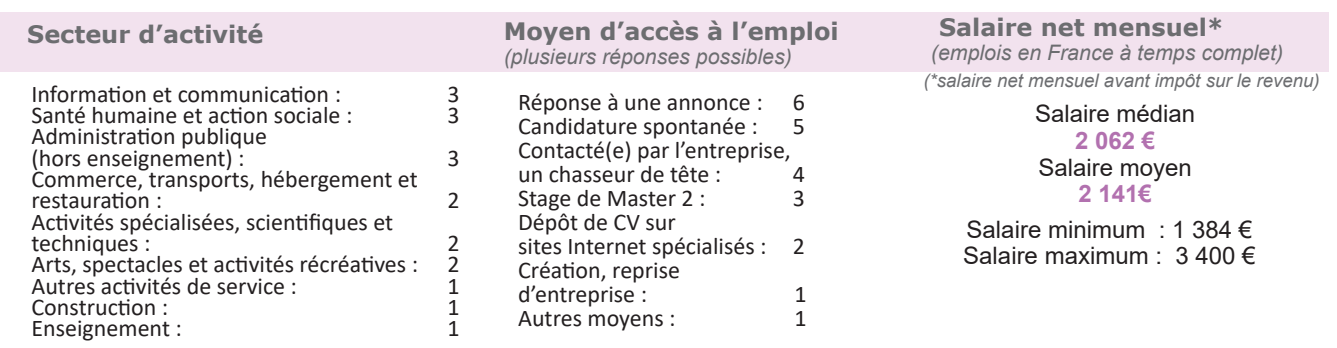 Secteur d’activité
Information et communication : 3
Santé humaine et action sociale : 3
Administration publique
(hors enseignement) : 3
Commerce, transports, hébergement et
restauration : 2
Activités spécialisées, scientifiques et
techniques : 2
Arts, spectacles et activités récréatives : 2
Autres activités de service : 1
Construction : 1
Enseignement : 1
Moyen d’accès à l’emploi
(plusieurs réponses possibles)
Réponse à une annonce : 6
Candidature spontanée : 5
Contacté(e) par l’entreprise,
un chasseur de tête : 4
Stage de Master 2 : 3
Dépôt de CV sur
sites Internet spécialisés : 2
Création, reprise
d’entreprise : 1
Autres moyens : 1
Salaire net mensuel*
(emplois en France à temps complet)
(*salaire net mensuel avant impôt sur le revenu)
Salaire médian
2 062 €
Salaire moyen
2 141€
Salaire minimum : 1 384 €
Salaire maximum : 3 400 €